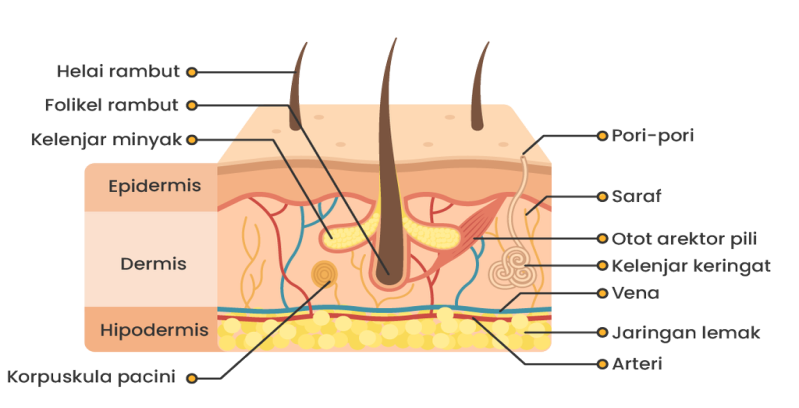 Helai rambut
Folikel rambut
Kelenjar minyak
Epidermis
Dermis
Hipodermis
Korpuskula pacini
Pori-pori
Saraf
Otot arektor pili
Kelenjar keringat
Vena
Jaringan lemak
Arteri